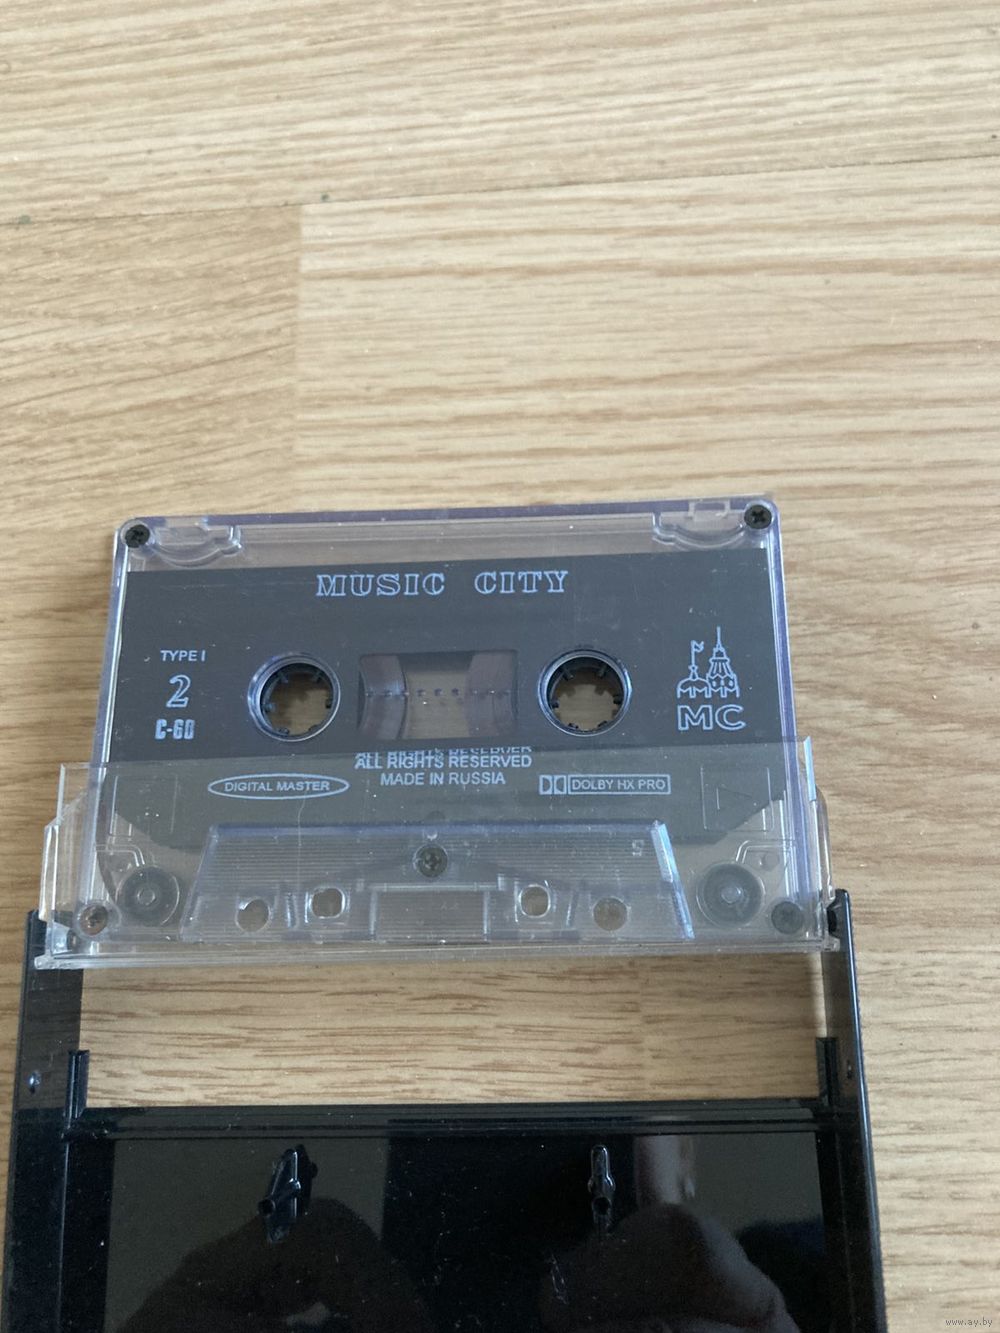 MUSIC CITY
TYPE I
2
C-60
MC
ALL RIGHTS RESERVED
MADE IN RUSSIA
DIGITAL MASTER
DOLBY HX PRO
www.ay.by